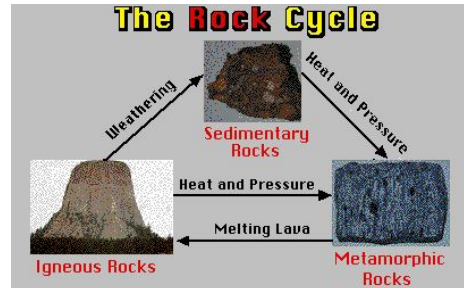 The Rock Cycle
Weathering
Heat and Pressure
Sedimentary
Rocks
Heat and Pressure
Melting Lava
Igneous Rocks
Metamorphic
Rocks